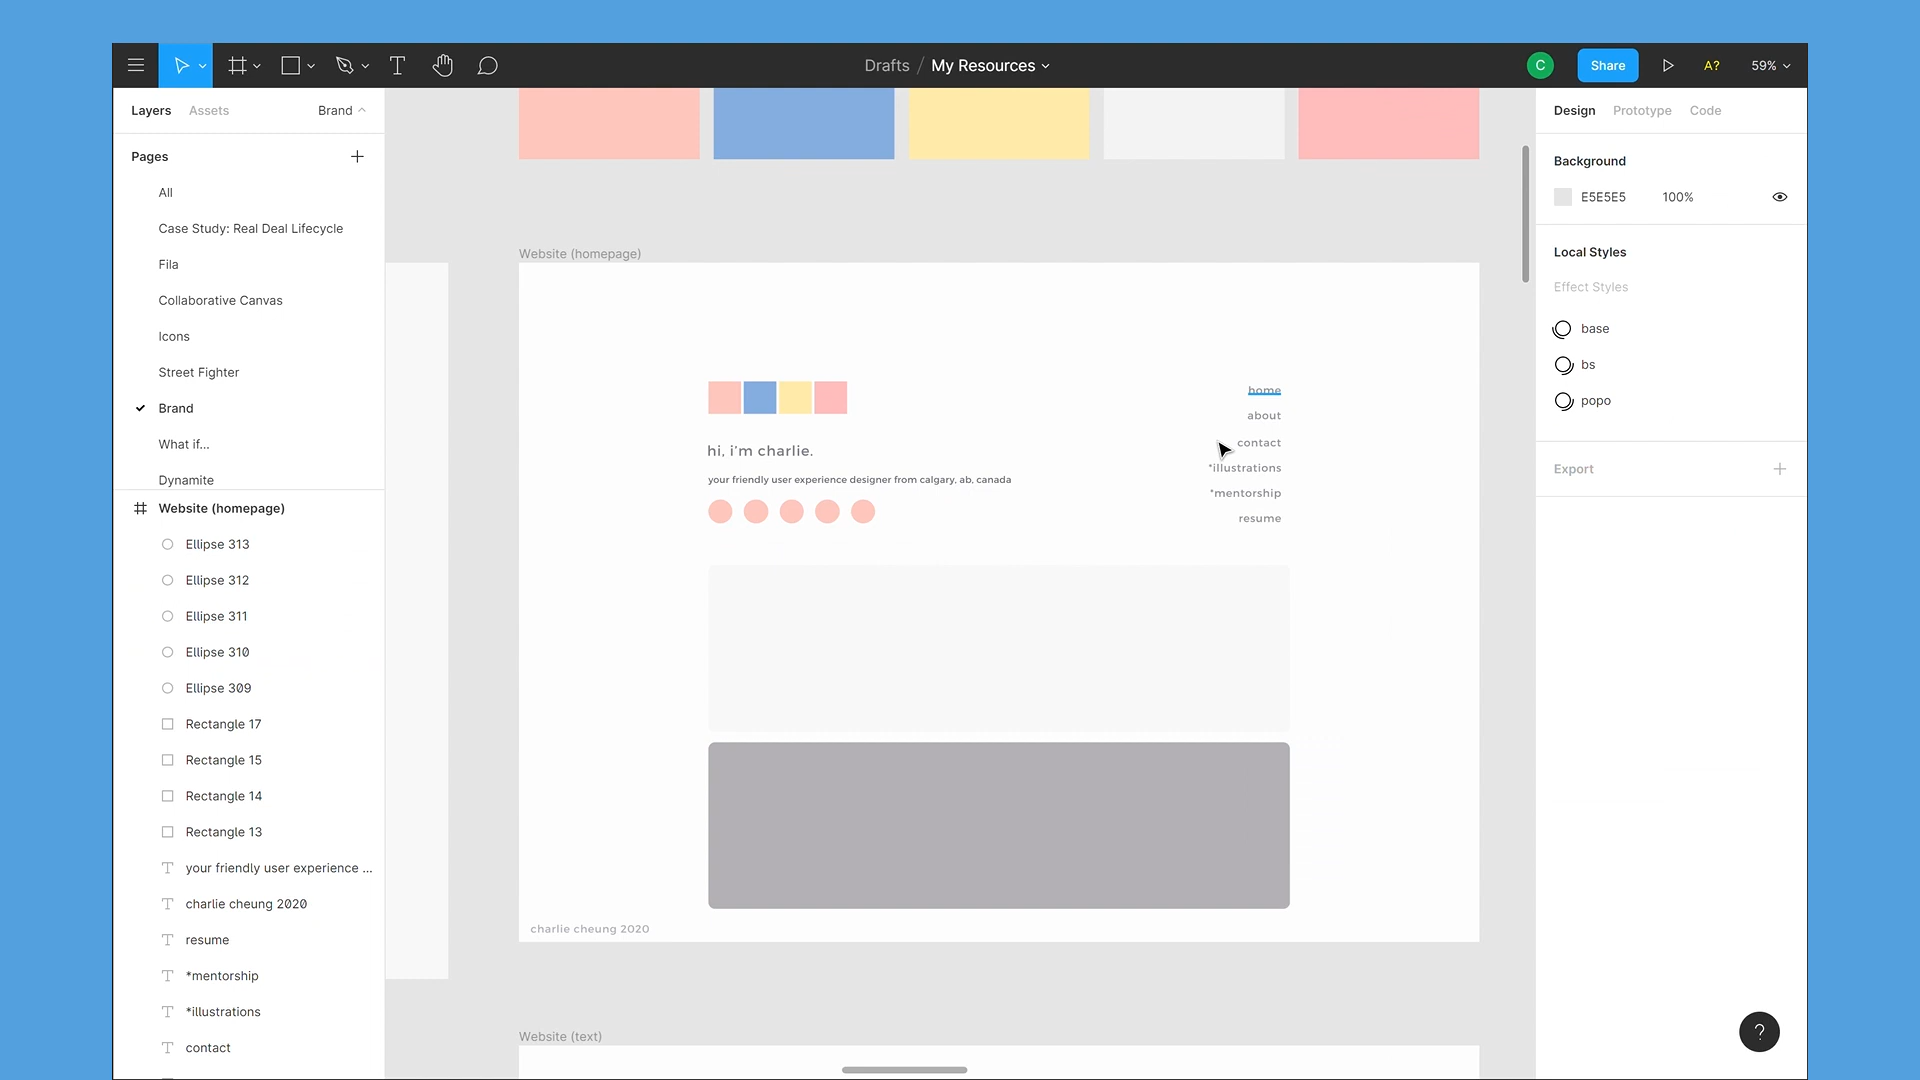 Drafts / My Resources
C
Share
A?
59%
Layers
Assets
Brand
Pages
All
Case Study: Real Deal Lifecycle
Fila
Collaborative Canvas
Icons
Street Fighter
Brand
What if...
Dynamite
Website (homepage)
Ellipse 313
Ellipse 312
Ellipse 311
Ellipse 310
Ellipse 309
Rectangle 17
Rectangle 15
Rectangle 14
Rectangle 13
your friendly user experience ...
charlie cheung 2020
resume
*mentorship
*illustrations
contact
Website (homepage)
home
about
contact
*illustrations
*mentorship
resume
hi, i'm charlie.
your friendly user experience designer from calgary, ab, canada
charlie cheung 2020
Website (text)
Design
Prototype
Code
Background
E5E5E5
100%
Local Styles
Effect Styles
base
bs
popo
Export
?